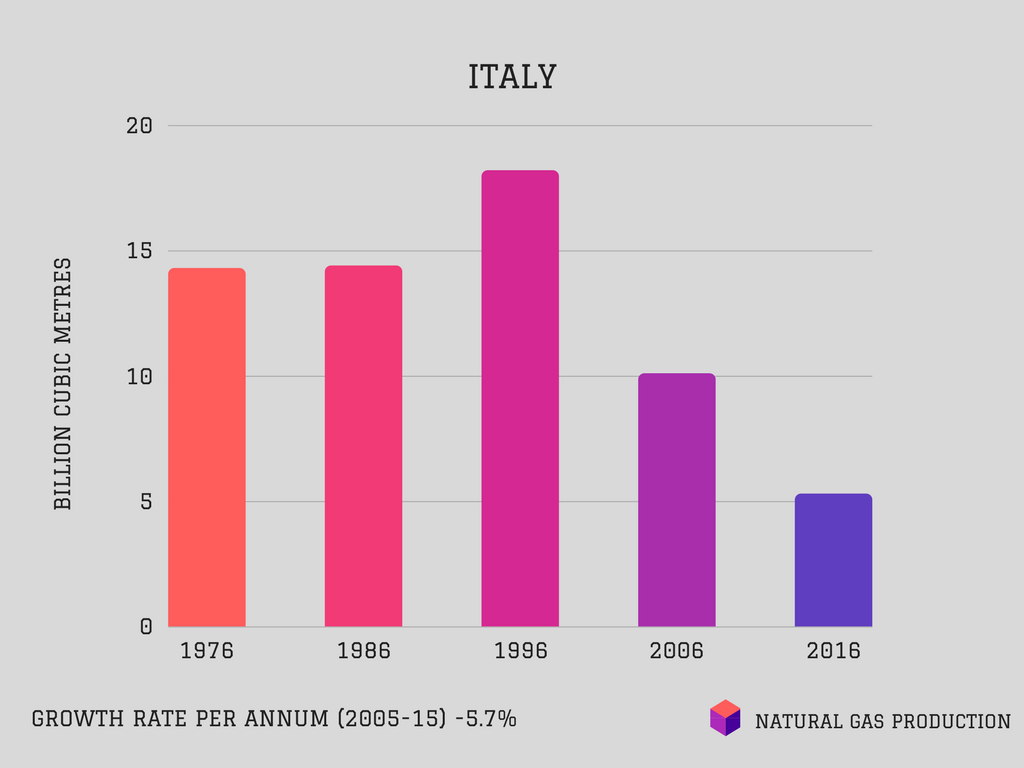 ITALY
20
15
10
5
0
BILLION CUBIC METRES
1976 1986 1996 2006 2016
GROWTH RATE PER ANNUM (2005-15) -5.7%
NATURAL GAS PRODUCTION